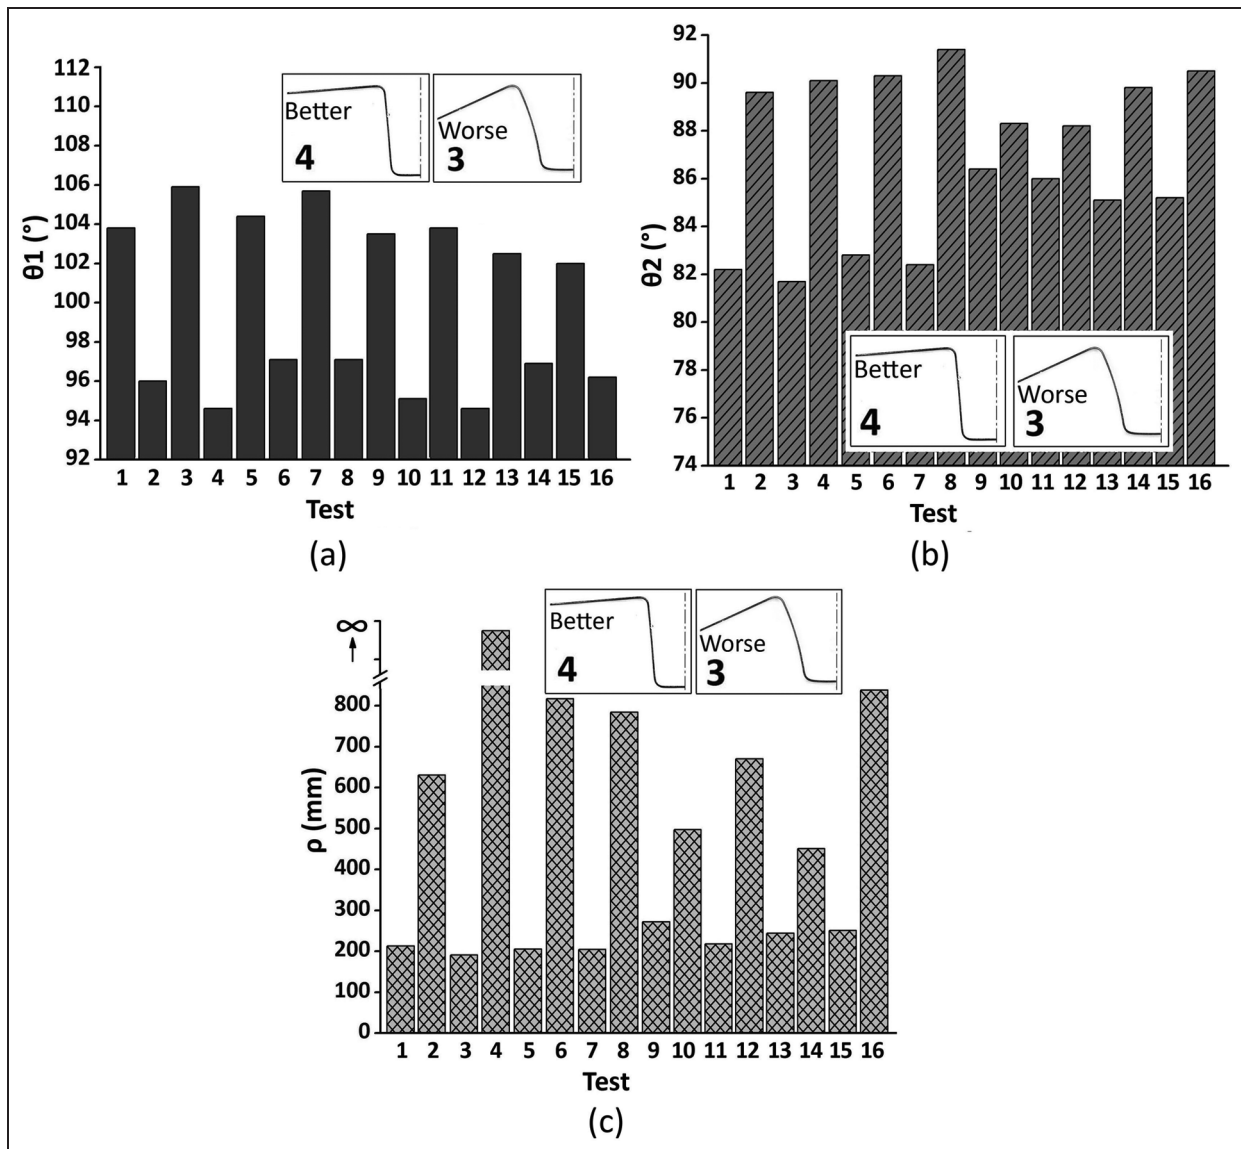 112
110
108
106
104
102
100
98
96
94
92
θ1 (°)
Better
4
Worse
3
1 2 3 4 5 6 7 8 9 10 11 12 13 14 15 16
Test
(a)
92
90
88
86
84
82
80
78
76
74
θ2 (°)
Better
4
Worse
3
1 2 3 4 5 6 7 8 9 10 11 12 13 14 15 16
Test
(b)
∞
800
700
600
500
400
300
200
100
0
ρ (mm)
Better
4
Worse
3
1 2 3 4 5 6 7 8 9 10 11 12 13 14 15 16
Test
(c)